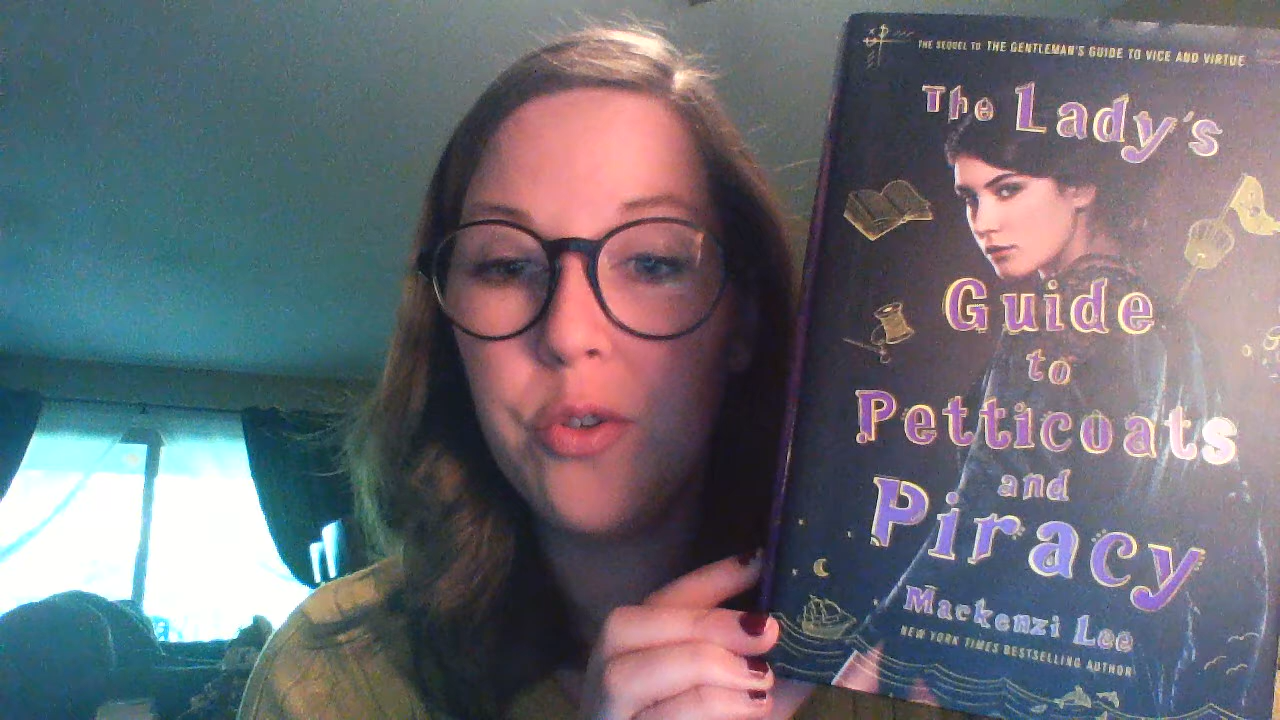 THE SEQUEL TO THE GENTLEMAN'S GUIDE TO VICE AND VIRTUE
The Lady's
Guide
to
Petticoats
and
Piracy
Mackenzi Lee
NEW YORK TIMES BESTSELLING AUTHOR